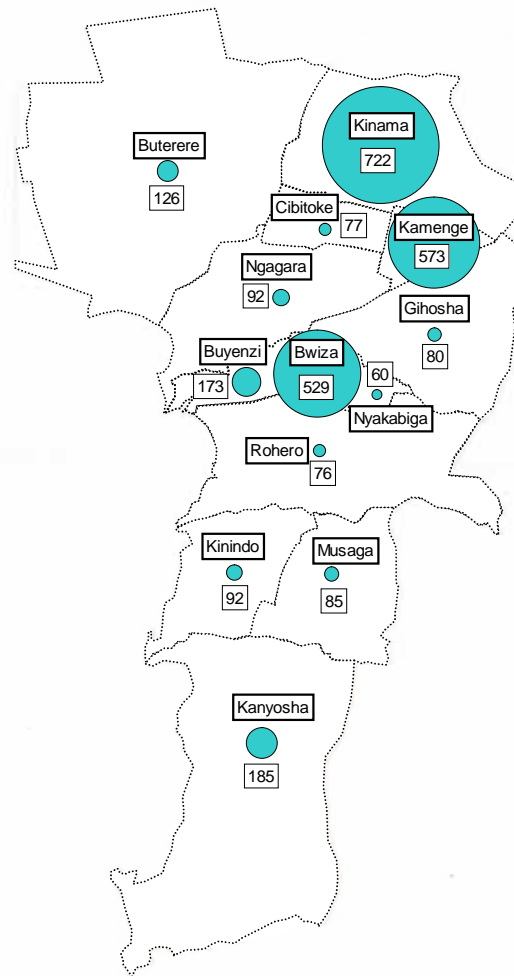 Kinama
722
Buterere
126
Cibitoke
77
Kamenge
573
Ngagara
92
Gihosha
80
Buyenzi
173
Bwiza
529
60
Nyakabiga
Rohero
76
Kinindo
92
Musaga
85
Kanyosha
185